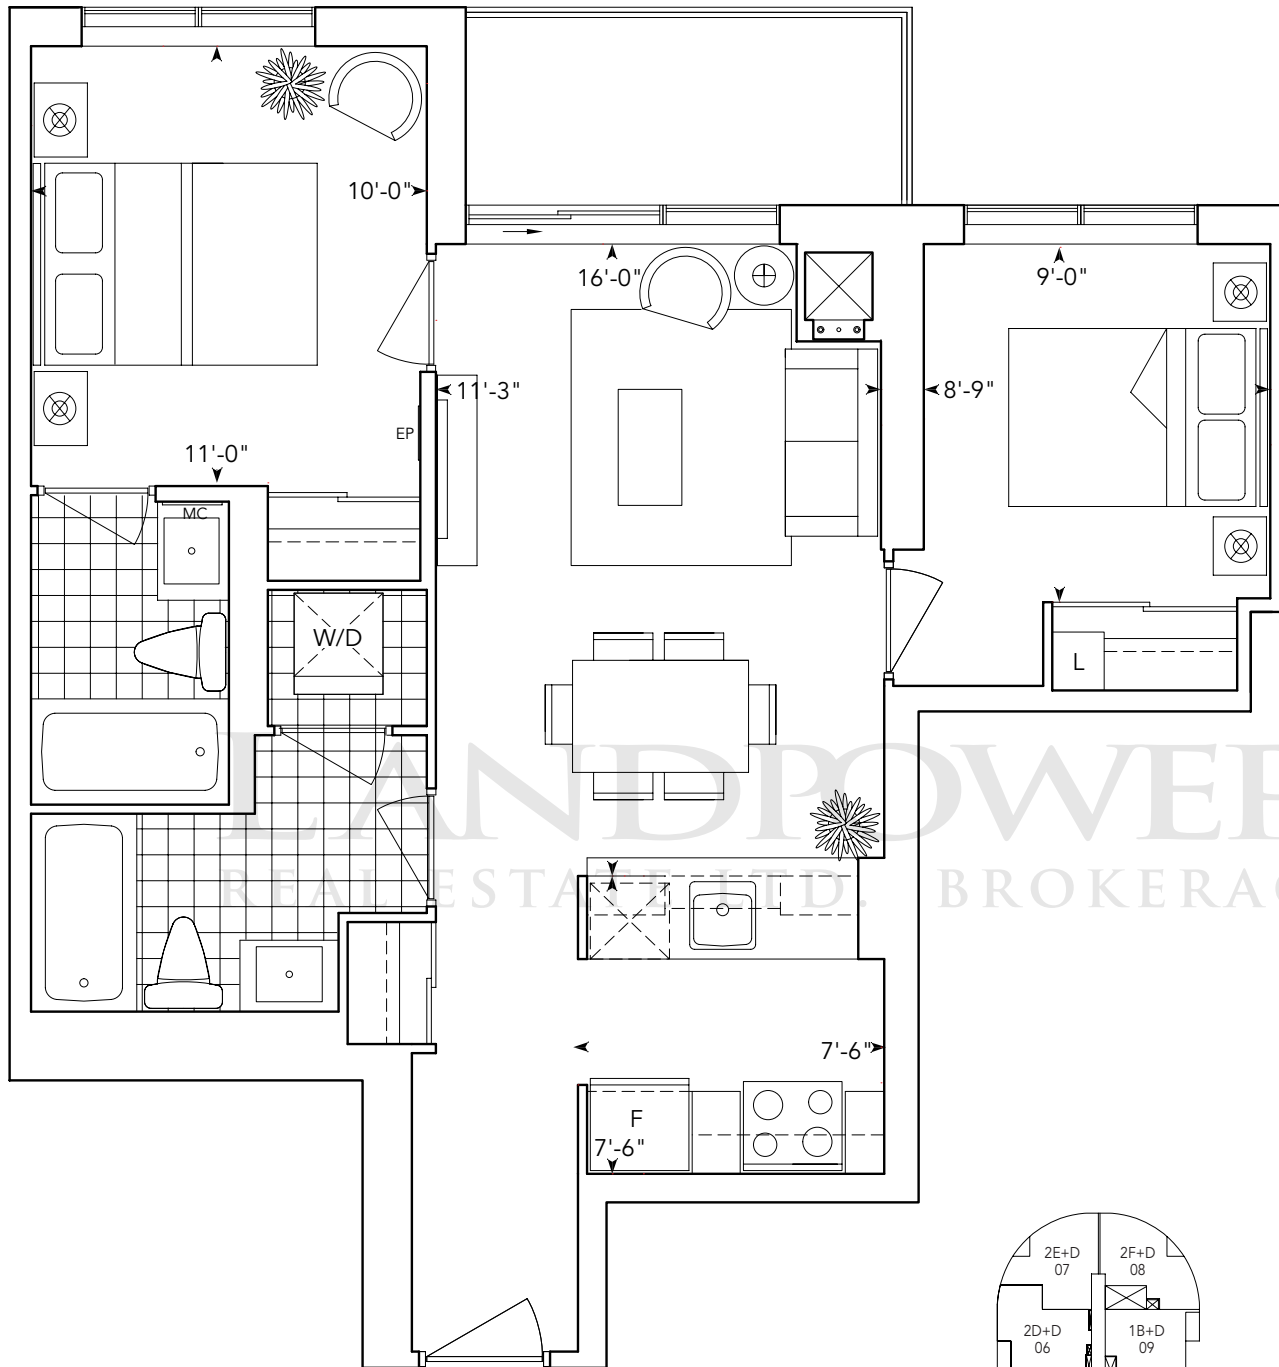 10'-0"
16'-0"
9'-0"
11'-3"
8'-9"
EP
11'-0"
MC
W/D
L
LANDPOWER
REAL ESTATE LTD. BROKERAG
7'-6"
F
7'-6"
2E+D
07
2F+D
08
2D+D
06
1B+D
09